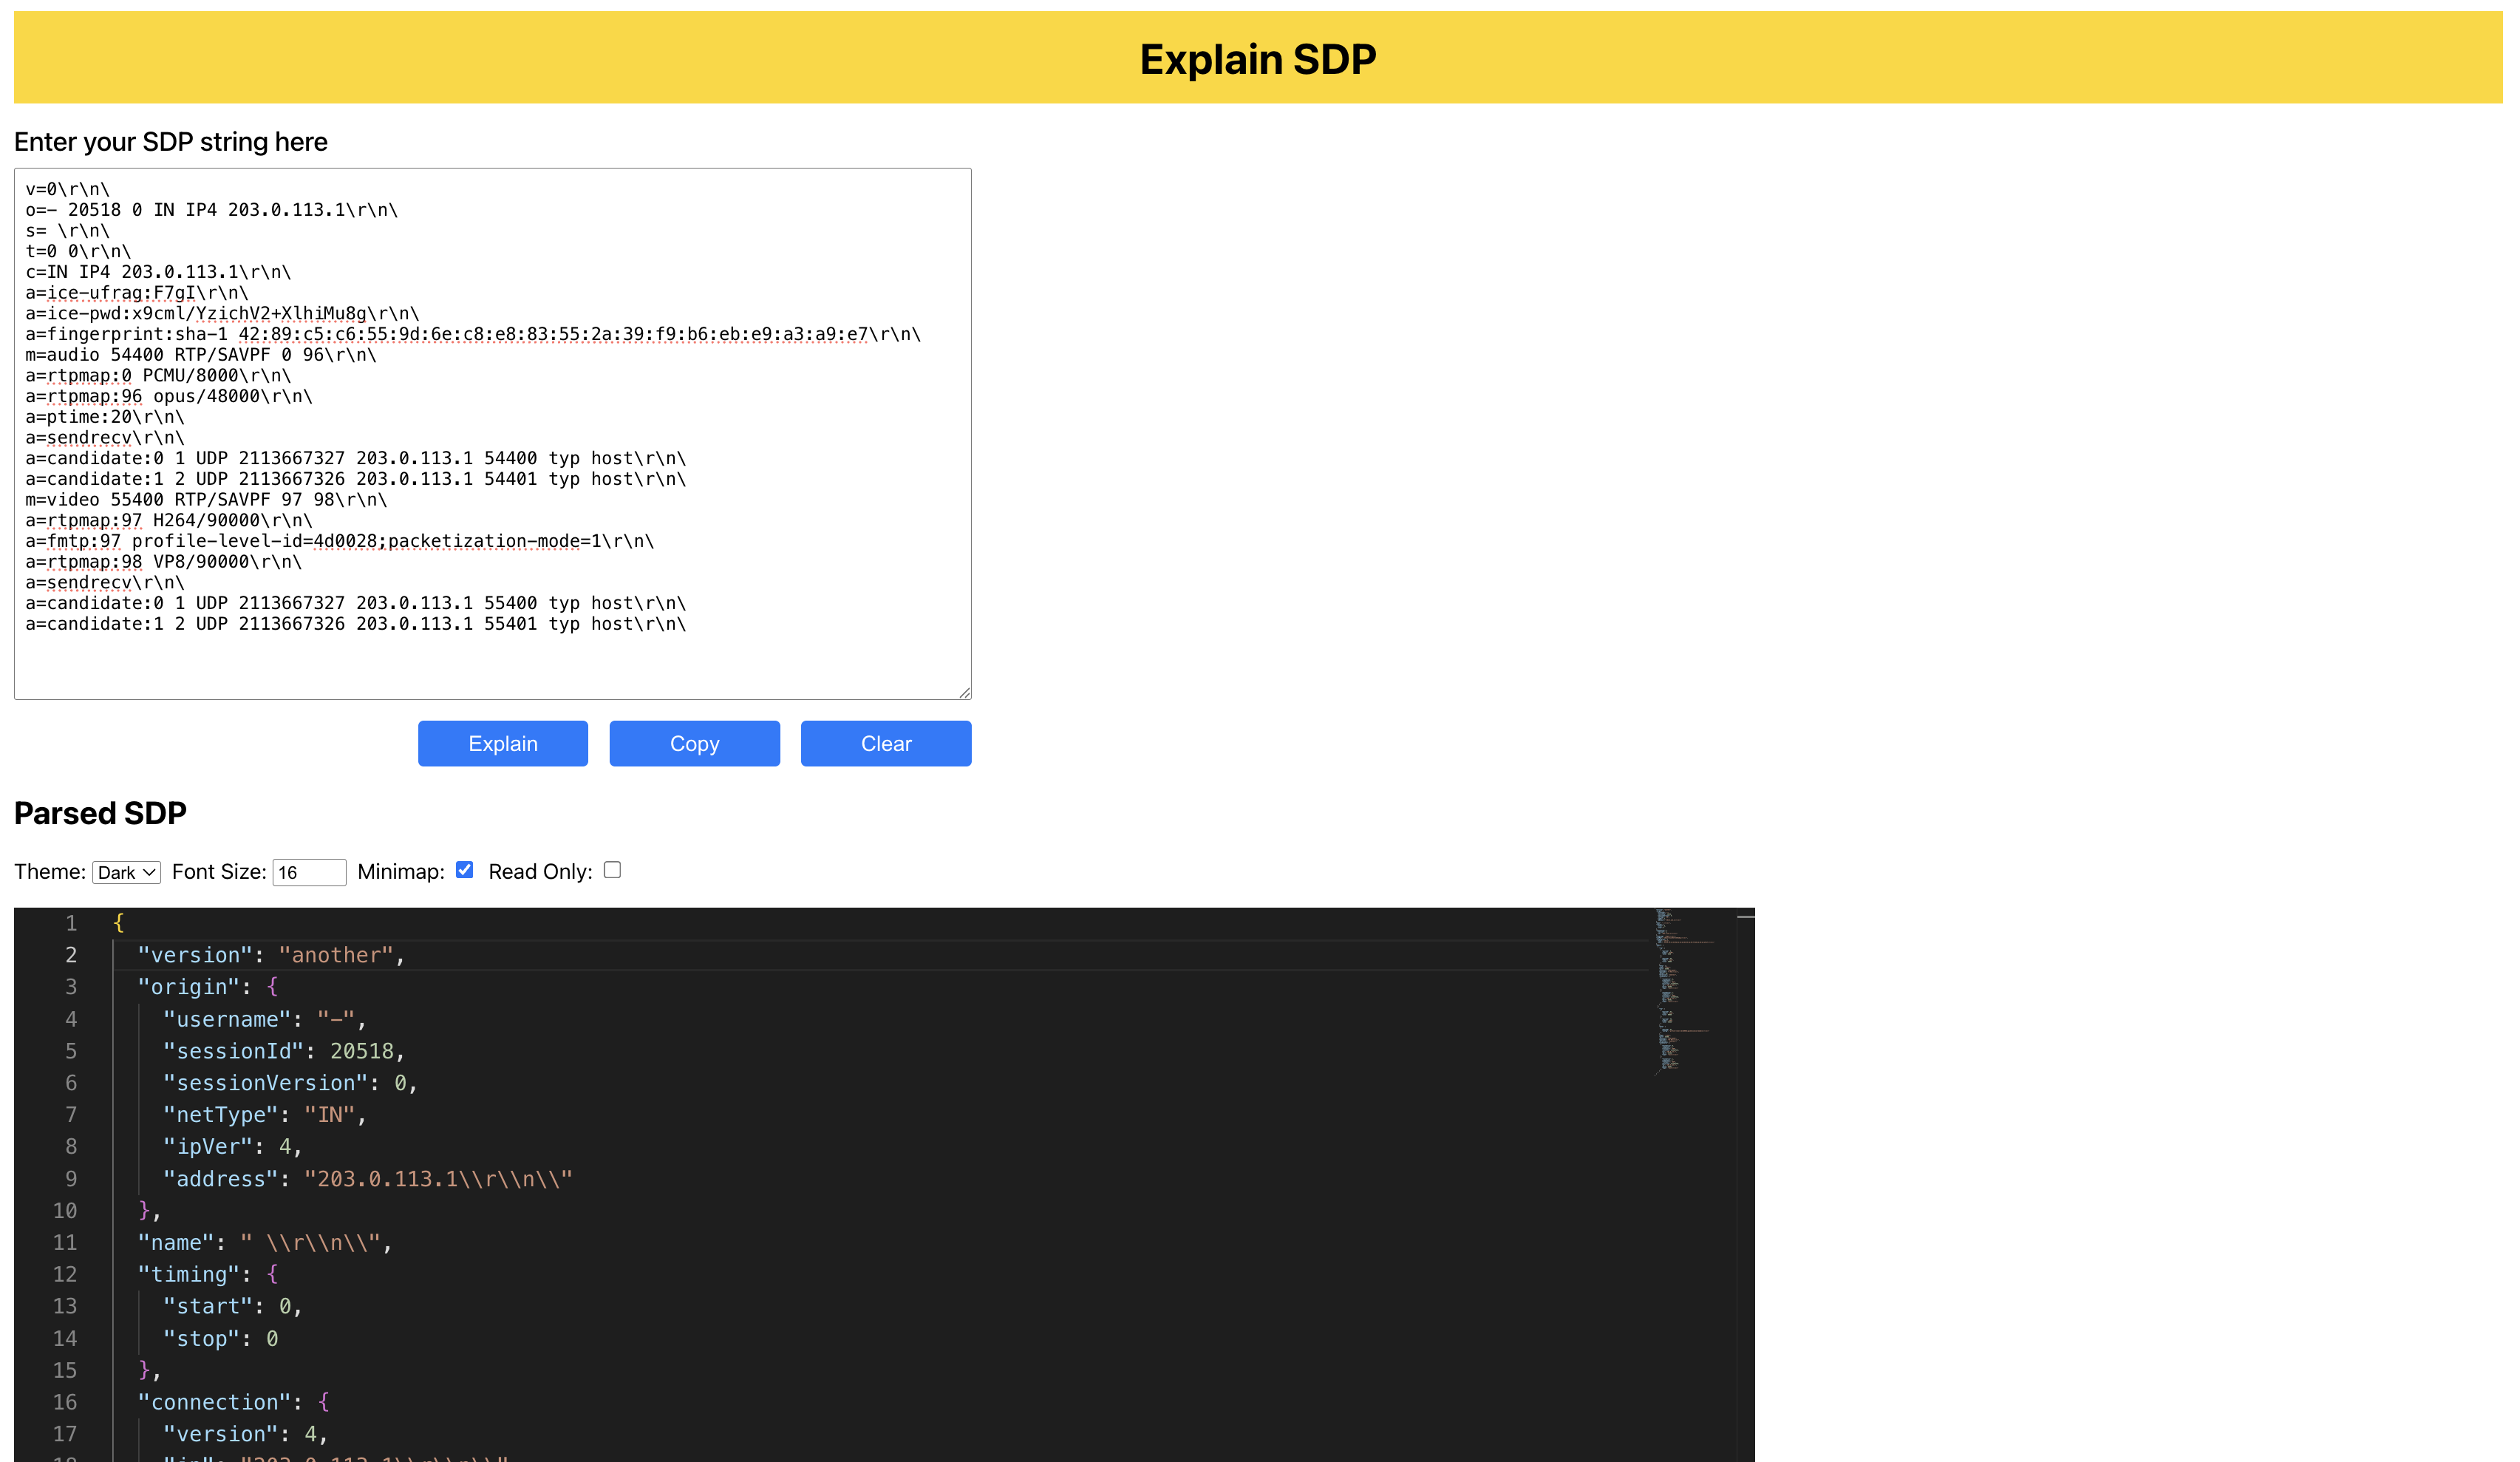 Explain SDP
Enter your SDP string here
v=0\r\n\
o=- 20518 0 IN IP4 203.0.113.1\r\n\
s= \r\n\
t=0 0\r\n\
c=IN IP4 203.0.113.1\r\n\
a=ice-ufrag:F7gI\r\n\
a=ice-pwd:x9cml/YzichV2+XlhiMu8g\r\n\
a=fingerprint:sha-1 42:89:c5:c6:55:9d:6e:c8:e8:83:55:2a:39:f9:b6:eb:e9:a3:a9:e7\r\n\
m=audio 54400 RTP/SAVPF 0 96\r\n\
a=rtpmap:0 PCMU/8000\r\n\
a=rtpmap:96 opus/48000\r\n\
a=ptime:20\r\n\
a=sendrecv\r\n\
a=candidate:0 1 UDP 2113667327 203.0.113.1 54400 typ host\r\n\
a=candidate:1 2 UDP 2113667326 203.0.113.1 54401 typ host\r\n\
m=video 55400 RTP/SAVPF 97 98\r\n\
a=rtpmap:97 H264/90000\r\n\
a=fmtp:97 profile-level-id=4d0028;packetization-mode=1\r\n\
a=rtpmap:98 VP8/90000\r\n\
a=sendrecv\r\n\
a=candidate:0 1 UDP 2113667327 203.0.113.1 55400 typ host\r\n\
a=candidate:1 2 UDP 2113667326 203.0.113.1 55401 typ host\r\n\
Explain Copy Clear
Parsed SDP
Theme: Dark Font Size: 16 Minimap: Read Only:
1 {
2 "version": "another",
3 "origin": {
4 "username": "-",
5 "sessionId": 20518,
6 "sessionVersion": 0,
7 "netType": "IN",
8 "ipVer": 4,
9 "address": "203.0.113.1\\r\\n\\"
10 },
11 "name": " \\r\\n\\",
12 "timing": {
13 "start": 0,
14 "stop": 0
15 },
16 "connection": {
17 "version": 4,
18 "ip": "203.0.113.1\\r\\n\\"